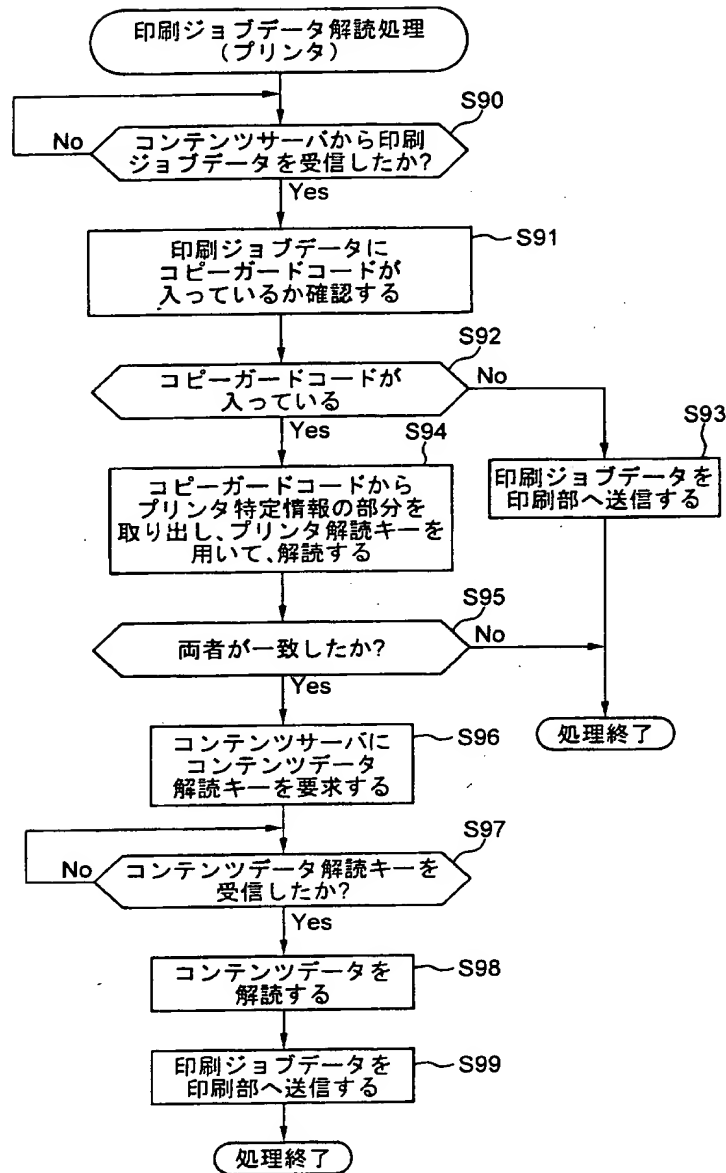 印刷ジョブデータ解読処理
(プリンタ)
S90
No
コンテンツサーバから印刷
ジョブデータを受信したか?
Yes
印刷ジョブデータに
コピーガードコードが
入っているか確認する
S91
S92
コピーガードコードが
入っている
No
Yes
S93
印刷ジョブデータを
印刷部へ送信する
S94
コピーガードコードから
プリンタ特定情報の部分を
取り出し、プリンタ解読キーを
用いて、解読する
S95
両者が一致したか?
No
Yes
処理終了
コンテンツサーバに
コンテンツデータ
解読キーを要求する
S96
S97
No
コンテンツデータ解読キーを
受信したか?
Yes
コンテンツデータを
解読する
S98
印刷ジョブデータを
印刷部へ送信する
S99
処理終了